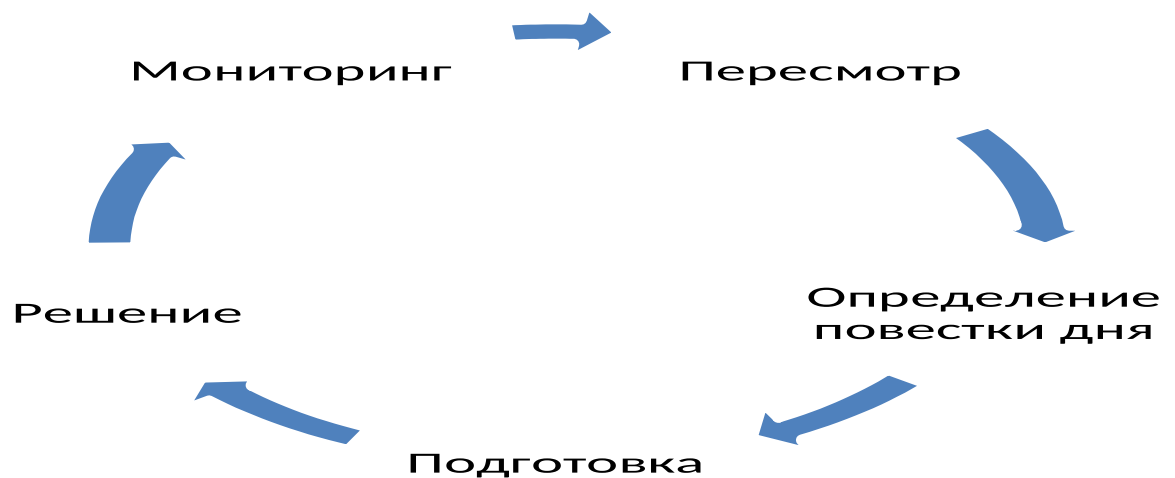 Мониторинг
Пересмотр
Определение
повестки дня
Подготовка
Решение